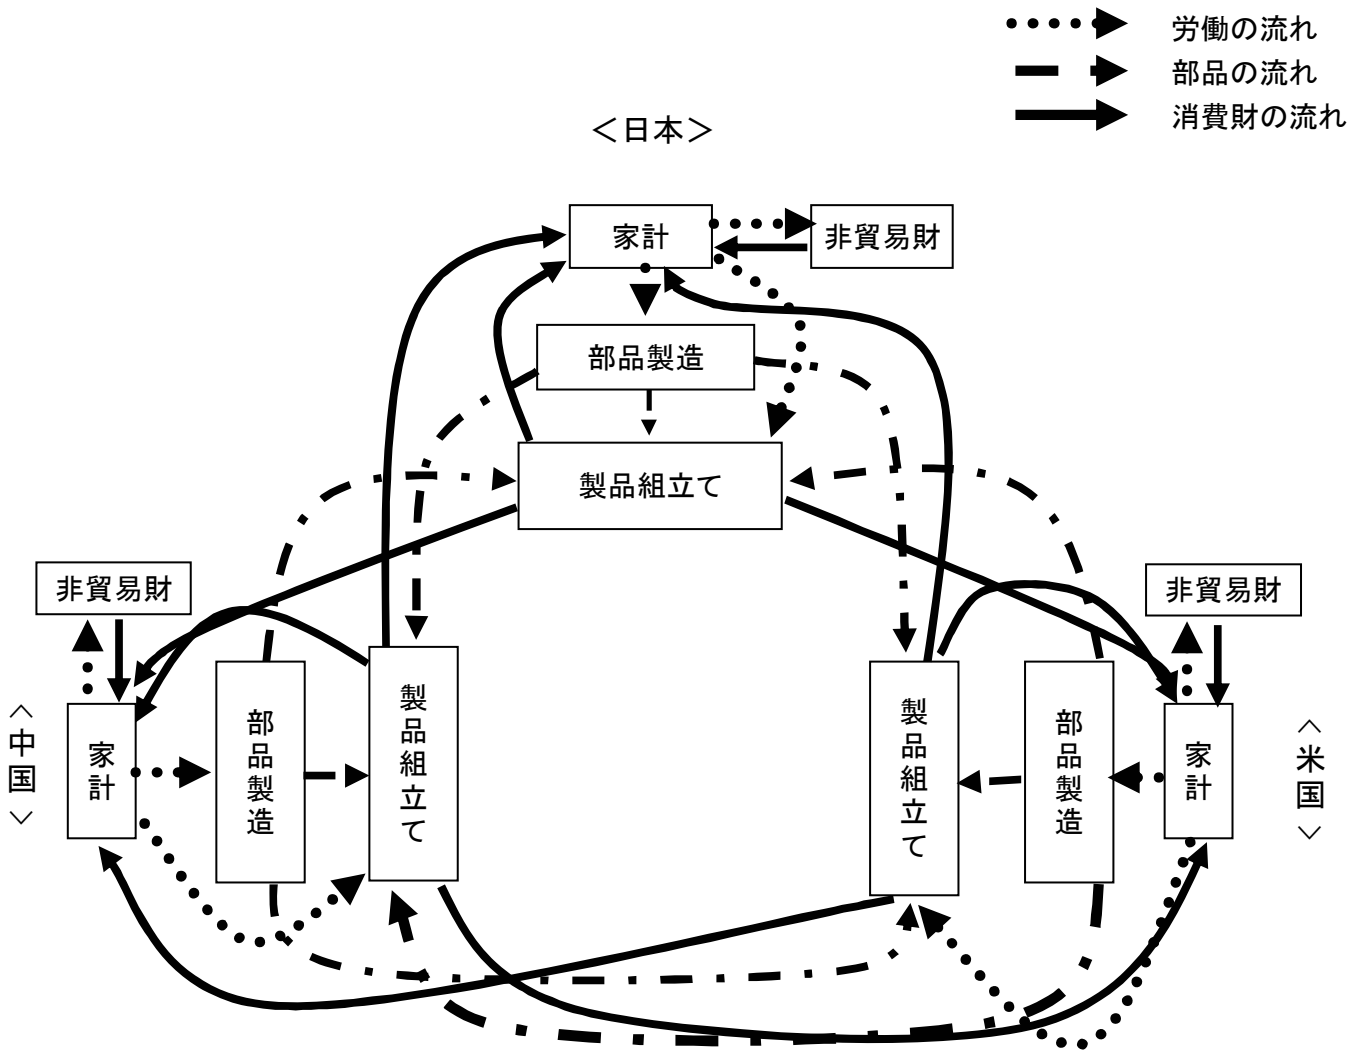 労働の流れ
部品の流れ
消費財の流れ
＜日本＞
家計
非貿易財
部品製造
製品組立て
非貿易財
非貿易財
＜中国＞
家計
部品製造
製品組立て
製品組立て
部品製造
家計
＜米国＞